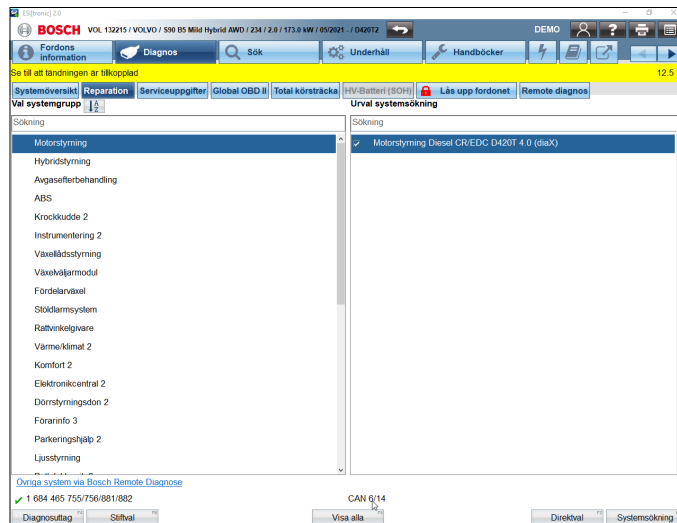 ESI[tronic] 2.0
BOSCH VOL 132215 / VOLVO / S90 B5 Mild Hybrid AWD / 234 / 2.0 / 173.0 kW / 05/2021 - / D420T2 DEMO
Fordons information Diagnos Sök Underhåll Handböcker
Se till att tändningen är tillkopplad 12.5
Systemöversikt Reparation Serviceuppgifter Global OBD II Total körsträcka HV-Batteri (SOH) Lås upp fordonet Remote diagnos
Val systemgrupp Urval systemsökning
Sökning Sökning
Motorstyrning Motorstyrning Diesel CR/EDC D420T 4.0 (diaX)
Hybridstyrning
Avgasefterbehandling
ABS
Krockkudde 2
Instrumentering 2
Växellådsstyrning
Växelväljarmodul
Fördelarväxel
Stöldlarmsystem
Rattvinkelgivare
Värme/klimat 2
Komfort 2
Elektronikcentral 2
Dörrstyrningsdon 2
Förarinfo 3
Parkeringshjälp 2
Ljusstyrning
Övriga system via Bosch Remote Diagnose
1 684 465 755/756/881/882 CAN 6/14
Diagnosuttag Stiftval Visa alla Direktval Systemsökning